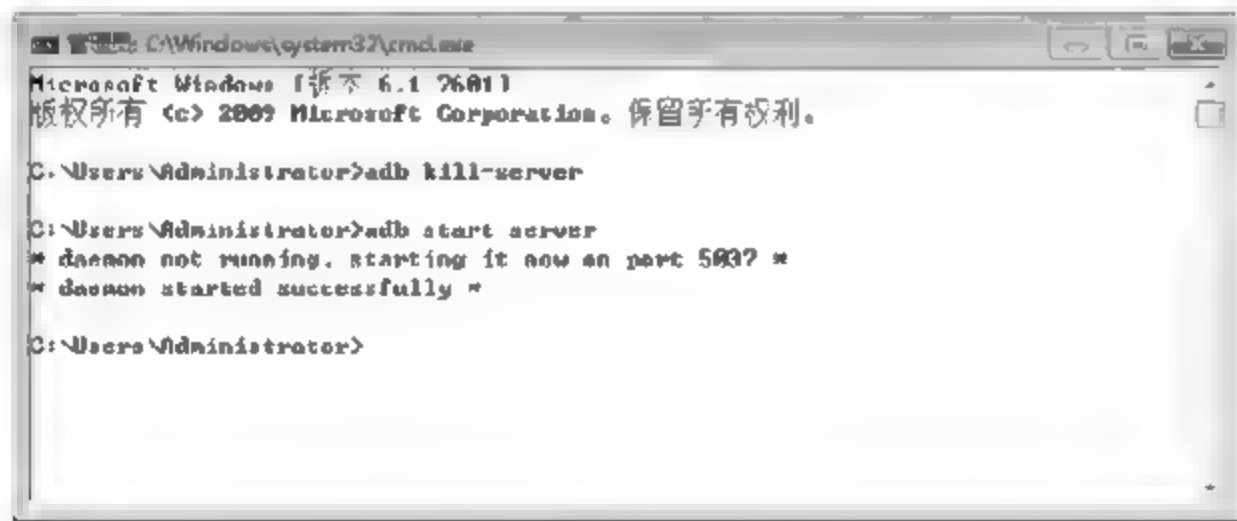 管理员: C:\Windows\system32\cmd.exe
Microsoft Windows [版本 6.1.7601]
版权所有 (c) 2009 Microsoft Corporation。保留所有权利。
C:\Users\Administrator>adb kill-server
C:\Users\Administrator>adb start server
* daemon not running. starting it now on port 5037 *
* daemon started successfully *
C:\Users\Administrator>